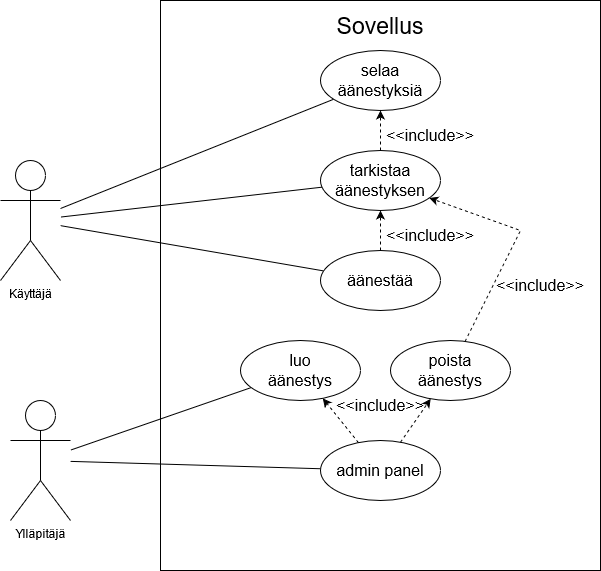 Sovellus
selaa
äänestyksiä
<<include>>
tarkistaa
äänestyksen
<<include>>
äänestää
Käyttäjä
<<include>>
luo
äänestys
poista
äänestys
<<include>>
admin panel
Ylläpitäjä